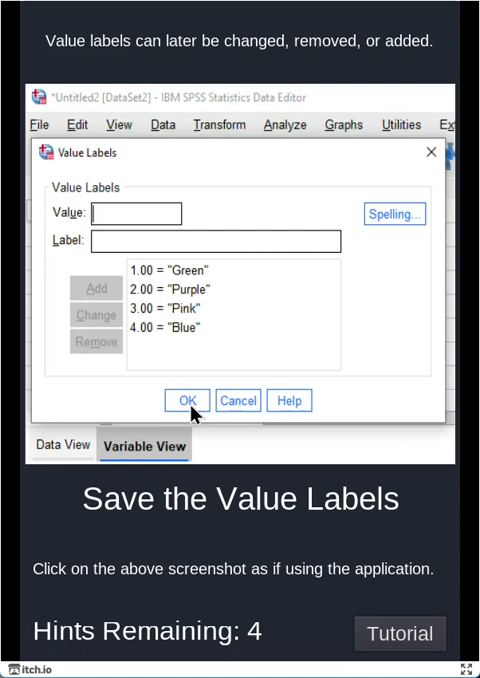 Value labels can later be changed, removed, or added.
*Untitled2 [DataSet2] - IBM SPSS Statistics Data Editor
File Edit View Data Transform Analyze Graphs Utilities
Value Labels
Value Labels
Value:
Spelling...
Label:
1.00 = "Green"
Add
2.00 = "Purple"
3.00 = "Pink"
Change
4.00 = "Blue"
Remove
OK Cancel Help
Data View Variable View
Save the Value Labels
Click on the above screenshot as if using the application.
Hints Remaining: 4
Tutorial
itch.io